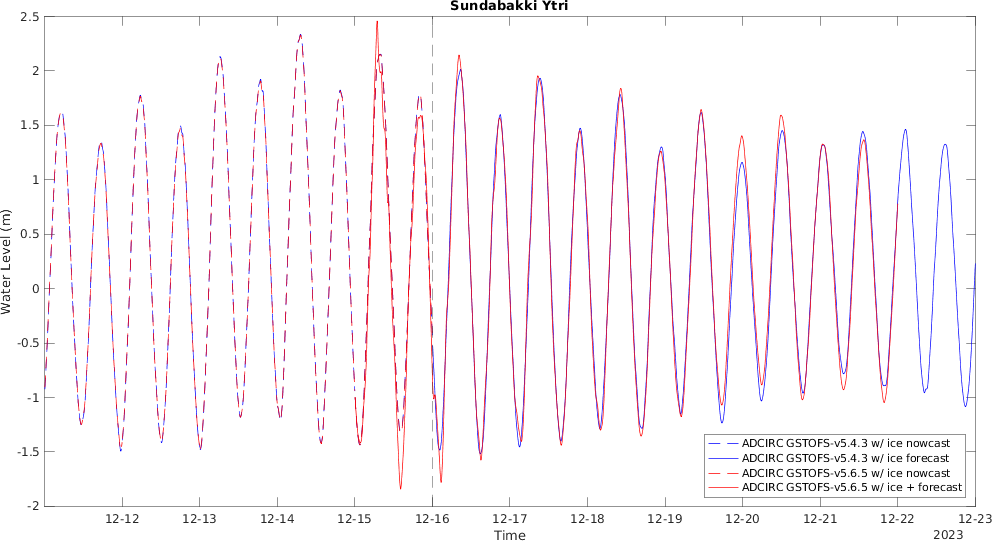 Sundabakki Ytri
2.5
2
1.5
1
0.5
0
-0.5
-1
-1.5
-2
Water Level (m)
ADCIRC GSTOFS-v5.4.3 w/ ice nowcast
ADCIRC GSTOFS-v5.4.3 w/ ice forecast
ADCIRC GSTOFS-v5.6.5 w/ ice nowcast
ADCIRC GSTOFS-v5.6.5 w/ ice + forecast
12-12 12-13 12-14 12-15 12-16 12-17 12-18 12-19 12-20 12-21 12-22 12-23
Time
2023